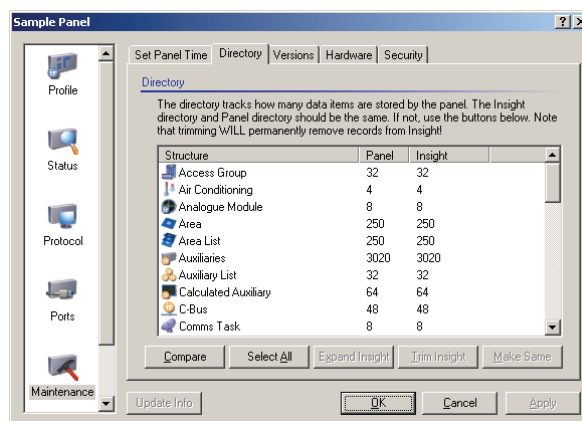 Sample Panel
Set Panel Time Directory Versions Hardware Security
Profile
Status
Protocol
Ports
Maintenance
Directory
The directory tracks how many data items are stored by the panel. The Insight
directory and Panel directory should be the same. If not, use the buttons below. Note
that trimming WILL permanently remove records from Insight!
Structure Panel Insight
Access Group 32 32
Air Conditioning 4 4
Analogue Module 8 8
Area 250 250
Area List 250 250
Auxiliaries 3020 3020
Auxiliary List 32 32
Calculated Auxiliary 64 64
C-Bus 48 48
Comms Task 8 8
Compare Select All Expand Insight Trim Insight Make Same
Update Info OK Cancel Apply